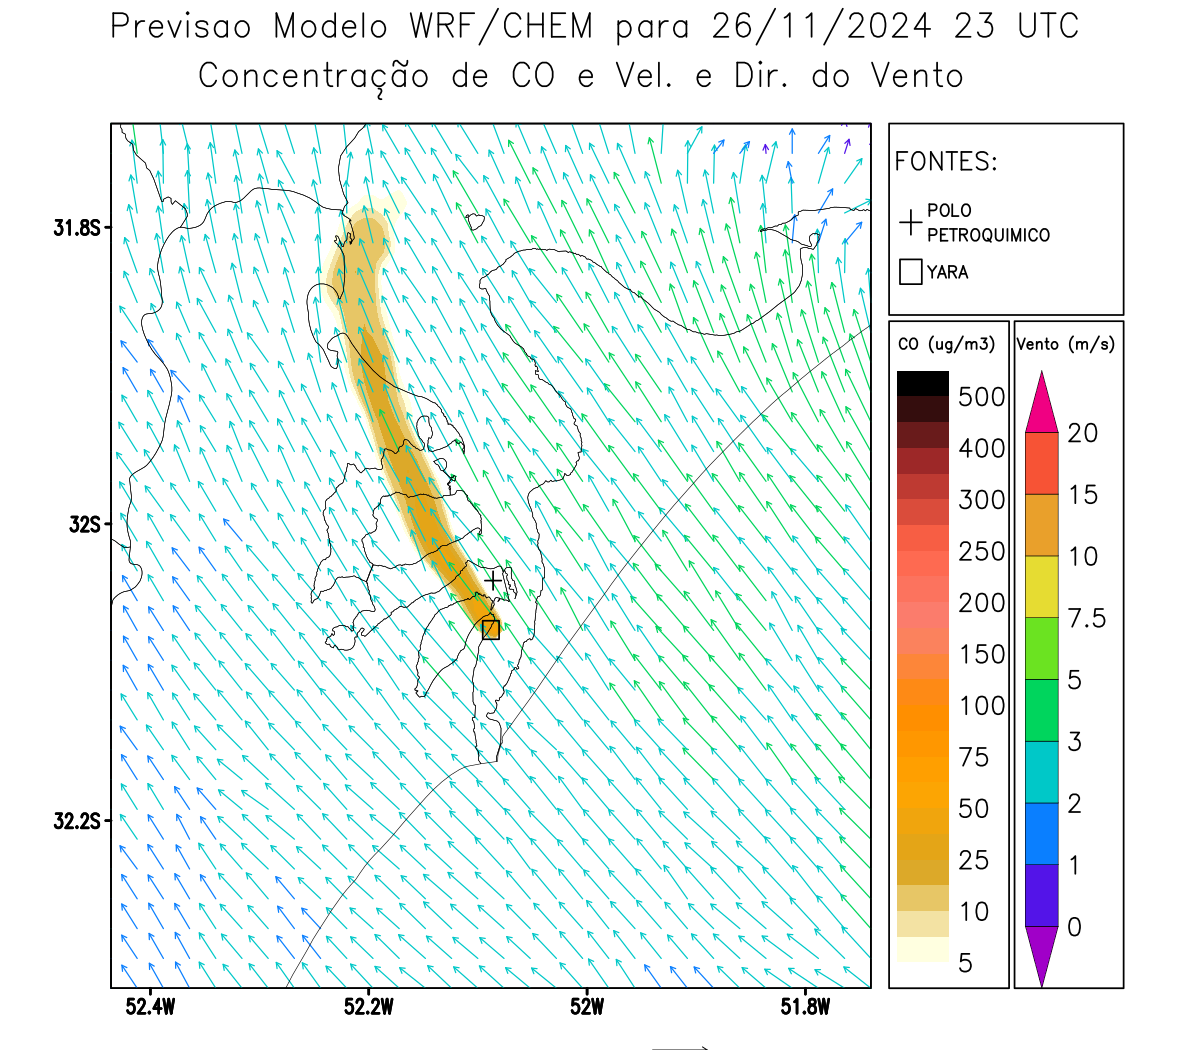 Previsao Modelo WRF/CHEM para 26/11/2024 23 UTC
Concentração de CO e Vel. e Dir. do Vento
FONTES:
POLO
PETROQUIMICO
YARA
CO (ug/m3)
500
400
300
250
200
150
100
75
50
25
10
5
Vento (m/s)
20
15
10
7.5
5
3
2
1
0
31.8S
32S
32.2S
52.4W
52.2W
52W
51.8W